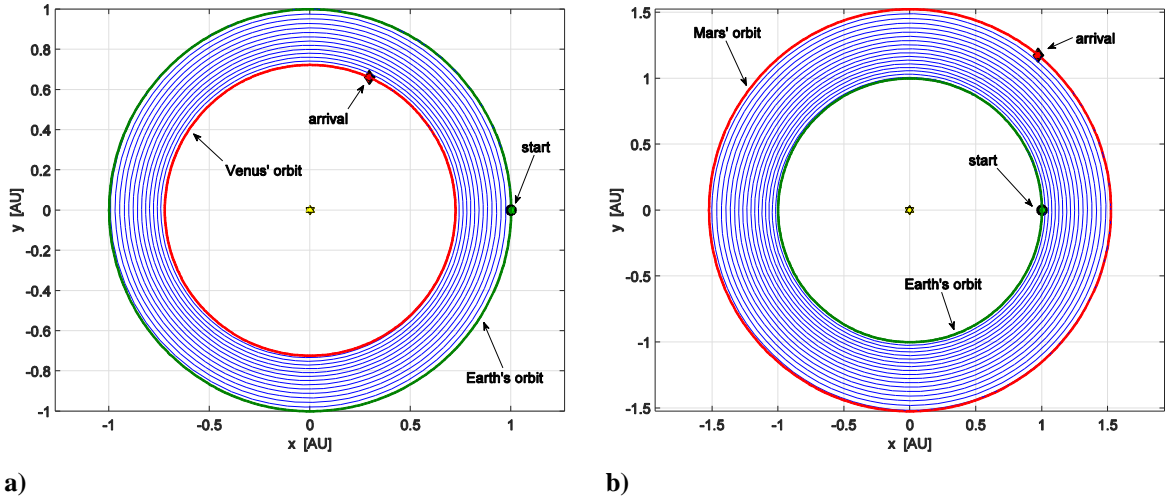 1
0.8
0.6
0.4
0.2
0
-0.2
-0.4
-0.6
-0.8
-1
y [AU]
-1
-0.5
0
0.5
1
x [AU]
arrival
Venus' orbit
start
Earth's orbit
a)
1.5
1
0.5
0
-0.5
-1
-1.5
y [AU]
-1.5
-1
-0.5
0
0.5
1
1.5
x [AU]
Mars' orbit
arrival
start
Earth's orbit
b)